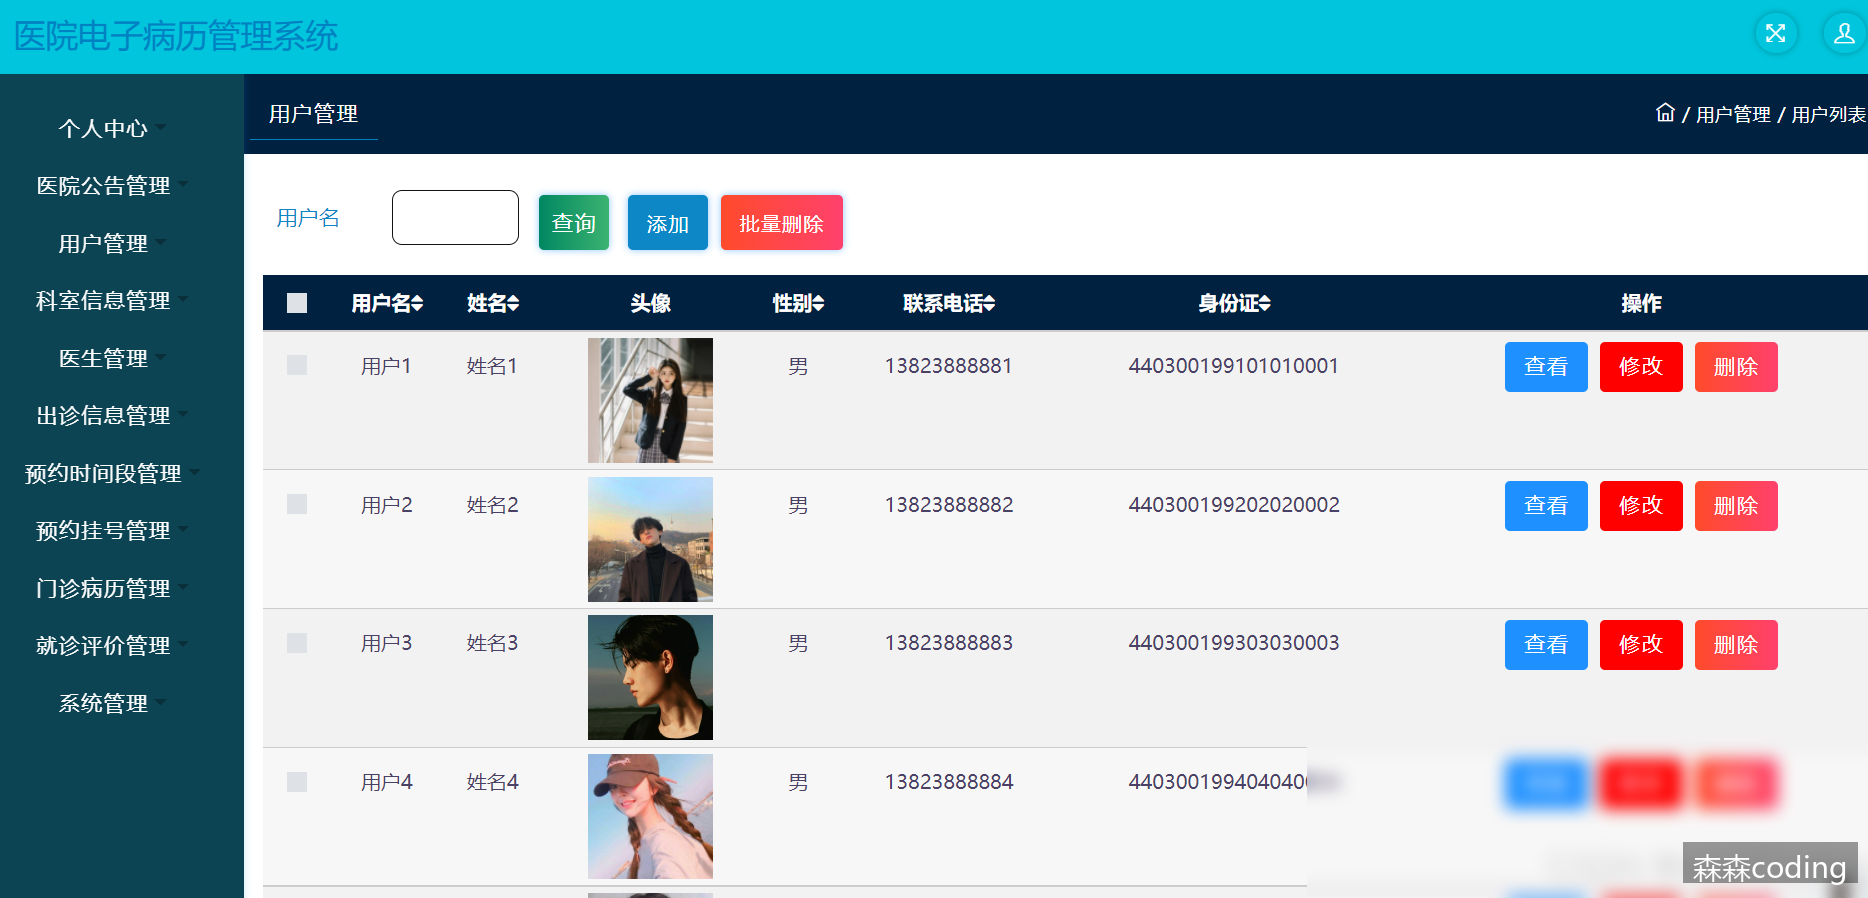 医院电子病历管理系统
个人中心
医院公告管理
用户管理
科室信息管理
医生管理
出诊信息管理
预约时间段管理
预约挂号管理
门诊病历管理
就诊评价管理
系统管理
用户管理
/ 用户管理 / 用户列表
用户名 查询 添加 批量删除
用户名 姓名 头像 性别 联系电话 身份证 操作
用户1 姓名1 男 13823888881 440300199101010001 查看 修改 删除
用户2 姓名2 男 13823888882 440300199202020002 查看 修改 删除
用户3 姓名3 男 13823888883 440300199303030003 查看 修改 删除
用户4 姓名4 男 13823888884
森森coding